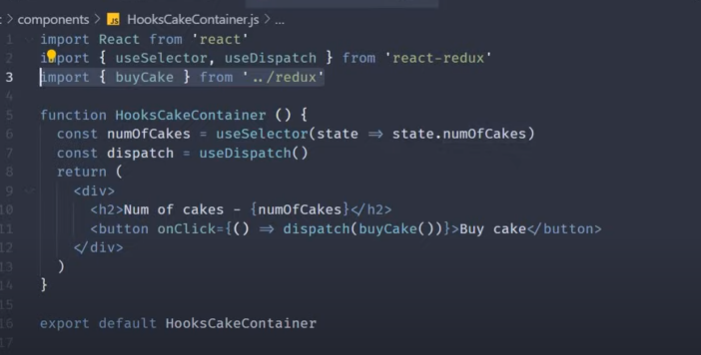 components > JS HooksCakeContainer.js > ...
1 import React from 'react'
2 import { useSelector, useDispatch } from 'react-redux'
3 import { buyCake } from '../redux'
4
5 function HooksCakeContainer () {
6 const numOfCakes = useSelector(state ⇒ state.numOfCakes)
7 const dispatch = useDispatch()
8 return (
9 <div>
10 <h2>Num of cakes - {numOfCakes}</h2>
11 <button onClick={() ⇒ dispatch(buyCake())}>Buy cake</button>
12 </div>
13 )
14 }
15
16 export default HooksCakeContainer
17